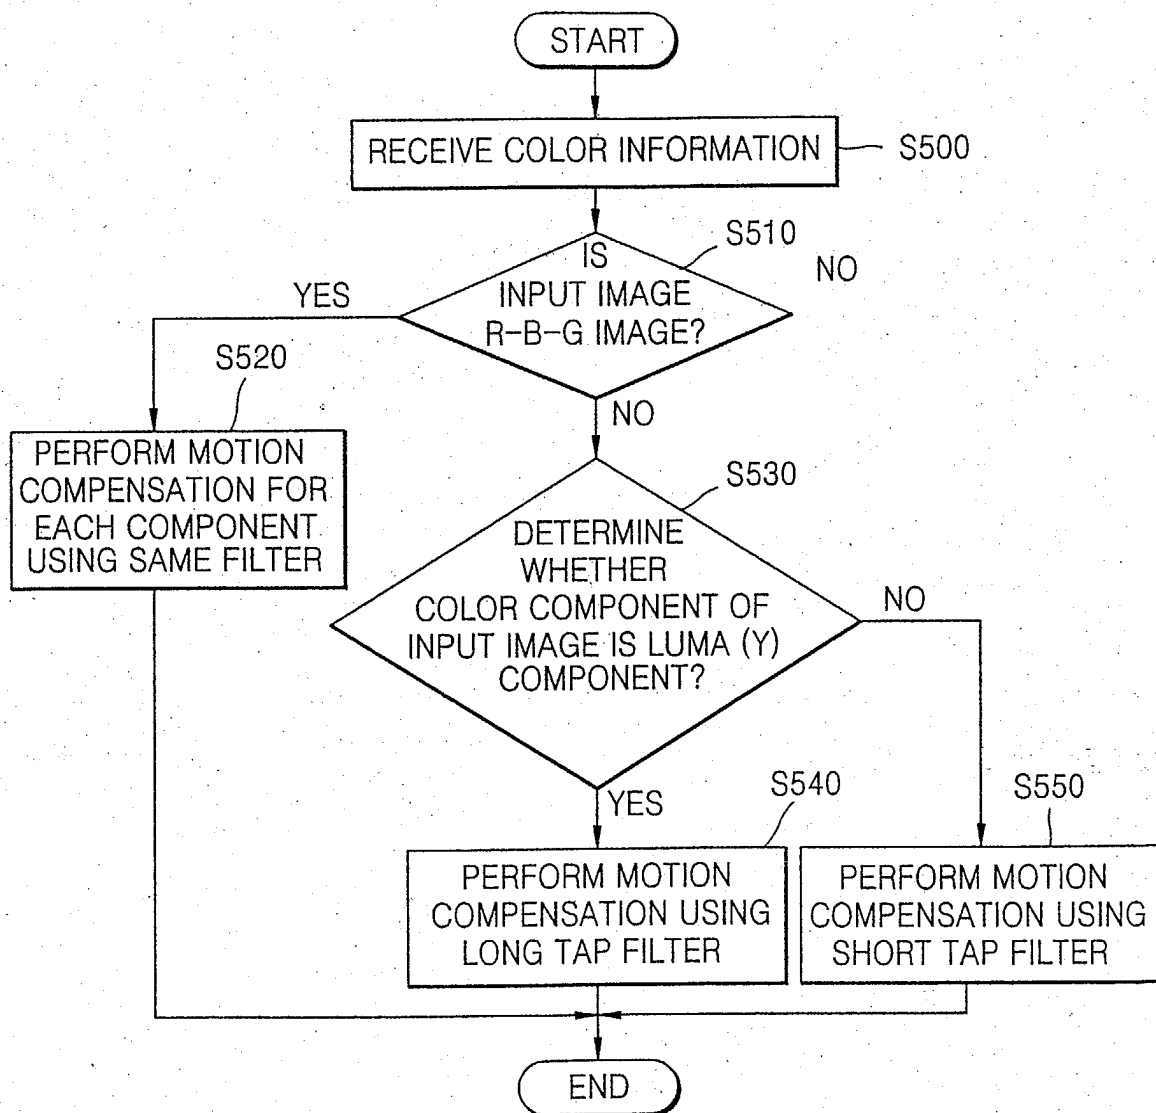 START
RECEIVE COLOR INFORMATION
S500
S510
IS
INPUT IMAGE
R-B-G IMAGE?
NO
YES
NO
S520
PERFORM MOTION
COMPENSATION FOR
EACH COMPONENT
USING SAME FILTER
S530
DETERMINE
WHETHER
COLOR COMPONENT OF
INPUT IMAGE IS LUMA (Y)
COMPONENT?
NO
YES
S540
PERFORM MOTION
COMPENSATION USING
LONG TAP FILTER
S550
PERFORM MOTION
COMPENSATION USING
SHORT TAP FILTER
END